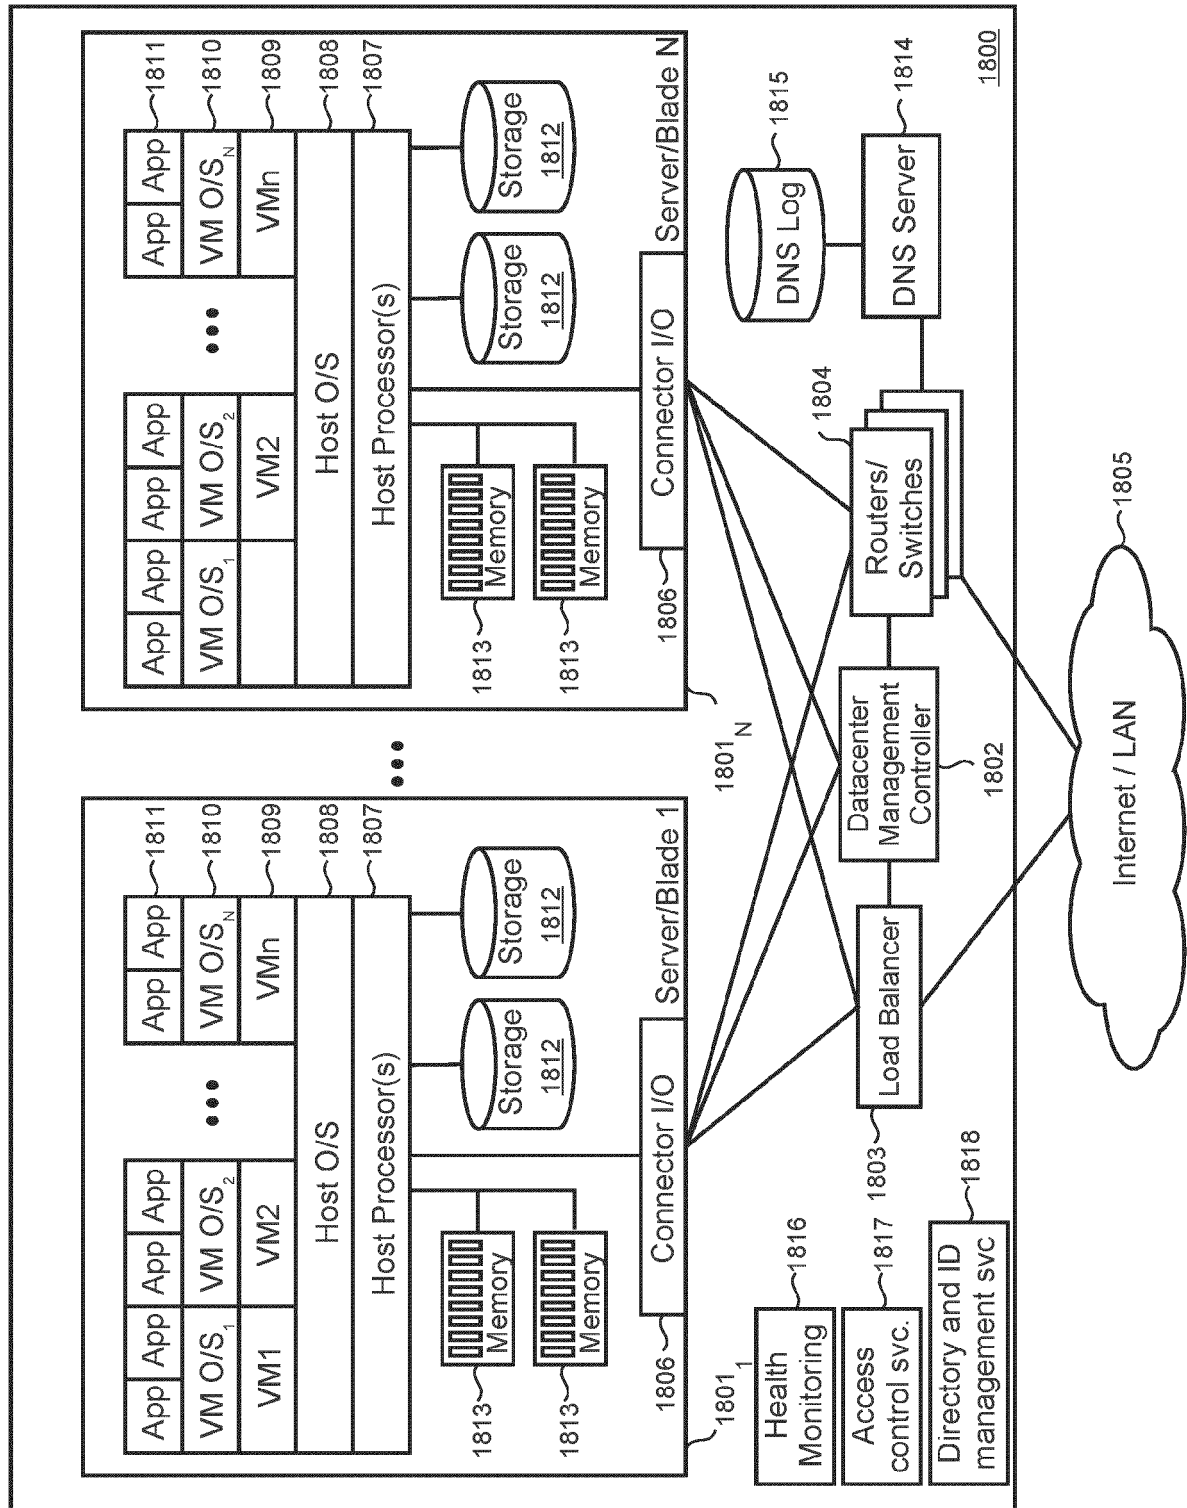 App
App
App
App
App
App
1811
VM O/S1
VM O/S2
VM O/SN
1810
VM1
VM2
VMn
1809
Host O/S
1808
Host Processor(s)
1807
1813
Memory
1813
Memory
Storage
1812
Storage
1812
1806
Connector I/O
Server/Blade 1
18011
App
App
App
App
App
App
1811
VM O/S1
VM O/S2
VM O/SN
1810
VM2
VMn
1809
Host O/S
1808
Host Processor(s)
1807
1813
Memory
1813
Memory
Storage
1812
Storage
1812
1806
Connector I/O
Server/Blade N
1801N
Health
Monitoring
1816
Access
control svc.
1817
Directory and ID
management svc
1818
1803
Load Balancer
Datacenter
Management
Controller
1802
Routers/
Switches
1804
DNS Log
1815
DNS Server
1814
1800
Internet / LAN
1805